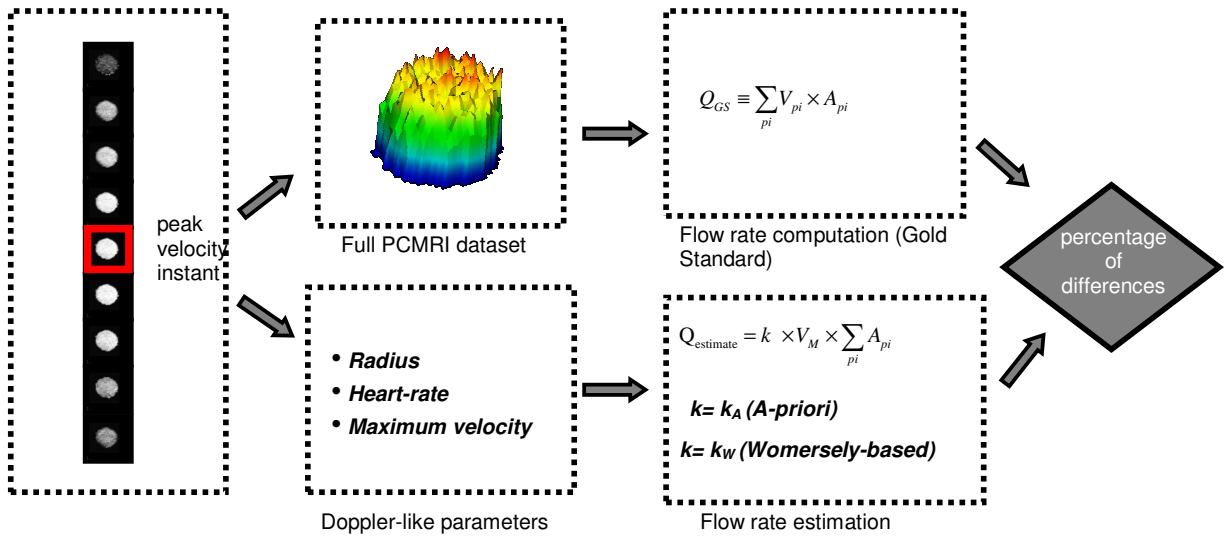 peak
velocity
instant
Full PCMRI dataset
Q_GS ≡ ∑_pi V_pi × A_pi
Flow rate computation (Gold
Standard)
• Radius
• Heart-rate
• Maximum velocity
Doppler-like parameters
Q_estimate = k × V_M × ∑_pi A_pi
k= k_A (A-priori)
k= k_W (Womersely-based)
Flow rate estimation
percentage
of
differences